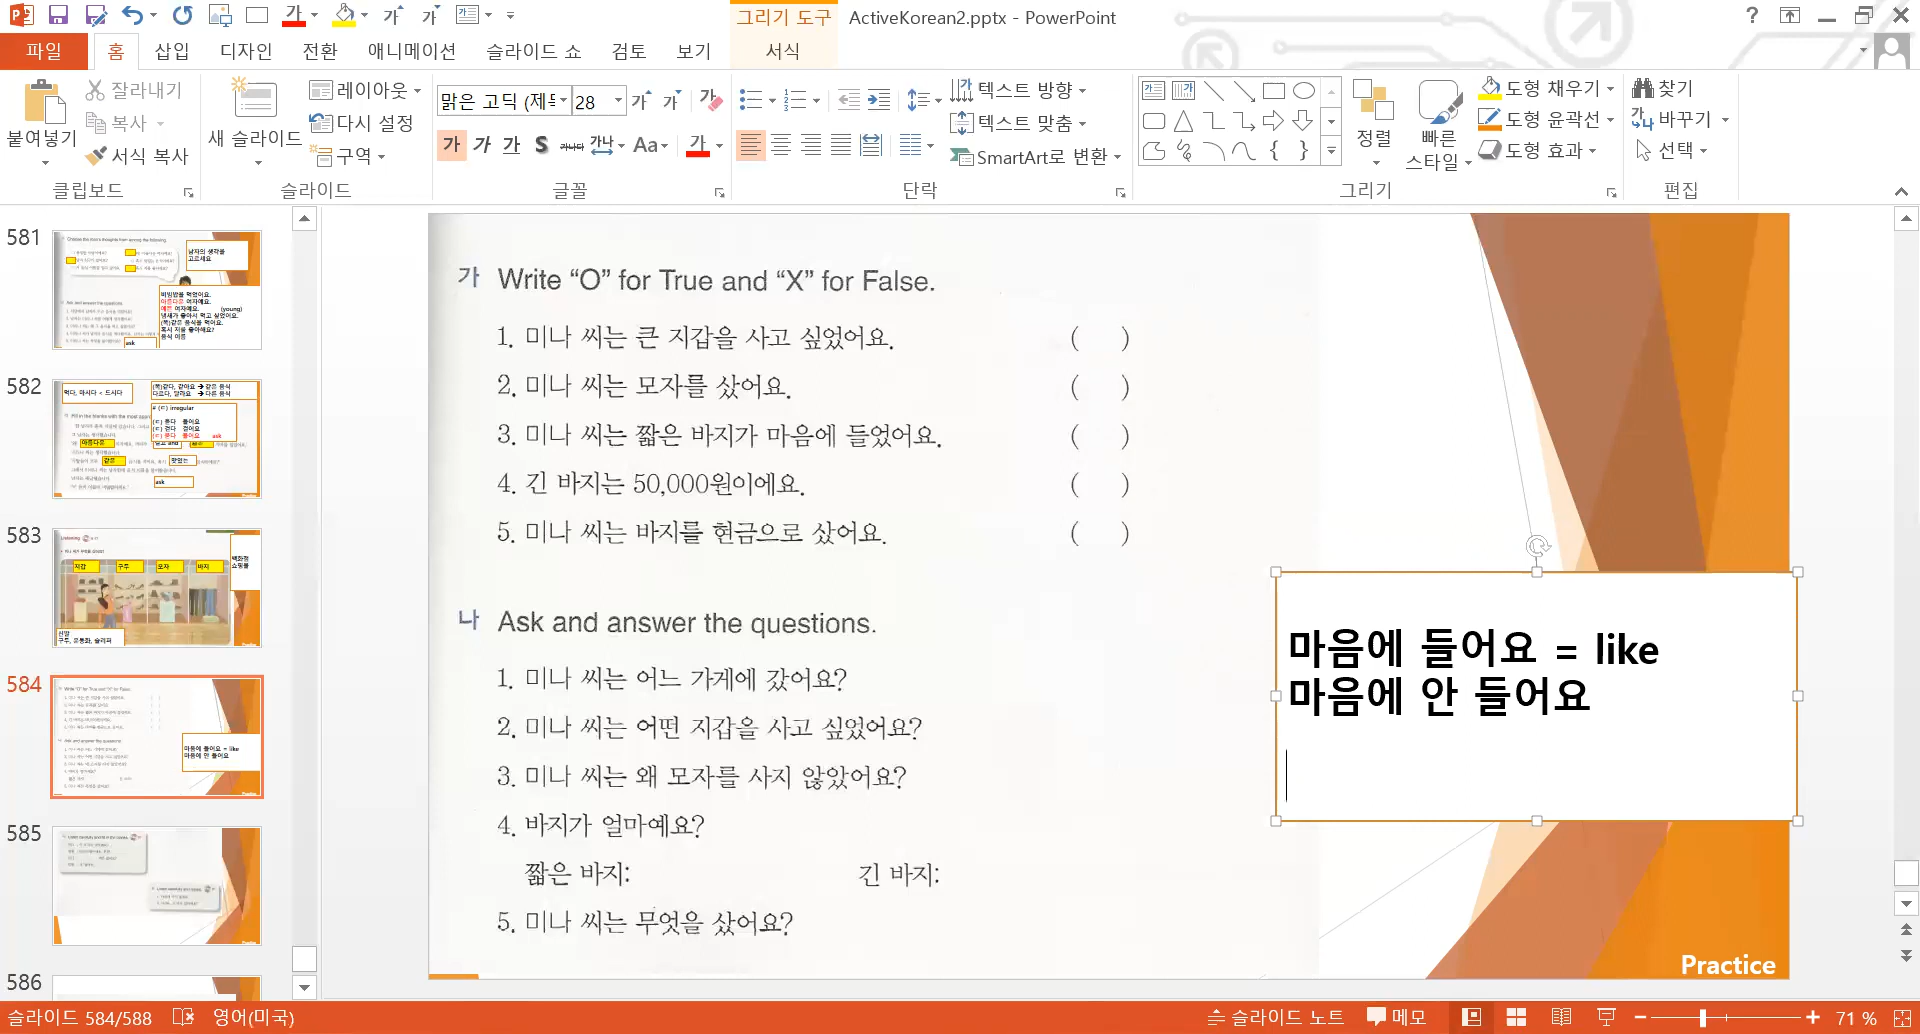 그리기 도구
ActiveKorean2.pptx - PowerPoint
파일
홈
삽입
디자인
전환
애니메이션
슬라이드 쇼
검토
보기
서식
붙여넣기
잘라내기
복사
서식 복사
클립보드
새 슬라이드
레이아웃
다시 설정
구역
슬라이드
맑은 고딕 (제목
28
가
가
가
S
가나다
가나
Aa
가
글꼴
텍스트 방향
텍스트 맞춤
SmartArt로 변환
단락
정렬
빠른
스타일
도형 채우기
도형 윤곽선
도형 효과
그리기
찾기
바꾸기
선택
편집
581
582
583
584
585
586
가 Write “O” for True and “X” for False.
1. 미나 씨는 큰 지갑을 사고 싶었어요. ( )
2. 미나 씨는 모자를 샀어요. ( )
3. 미나 씨는 짧은 바지가 마음에 들었어요. ( )
4. 긴 바지는 50,000원이에요. ( )
5. 미나 씨는 바지를 현금으로 샀어요. ( )
나 Ask and answer the questions.
1. 미나 씨는 어느 가게에 갔어요?
2. 미나 씨는 어떤 지갑을 사고 싶었어요?
3. 미나 씨는 왜 모자를 사지 않았어요?
4. 바지가 얼마예요?
짧은 바지: 긴 바지:
5. 미나 씨는 무엇을 샀어요?
마음에 들어요 = like
마음에 안 들어요
Practice
슬라이드 584/588
영어(미국)
슬라이드 노트
메모
71 %